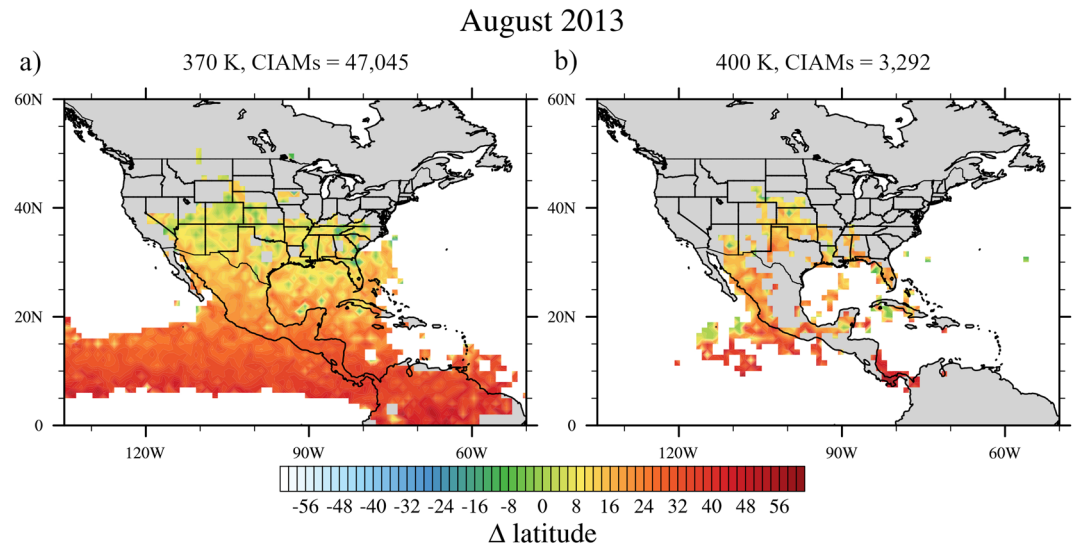 August 2013
a)
370 K, CIAMs = 47,045
b)
400 K, CIAMs = 3,292
60N
40N
20N
0
120W
90W
60W
60N
40N
20N
0
120W
90W
60W
-56 -48 -40 -32 -24 -16 -8 0 8 16 24 32 40 48 56
Δ latitude